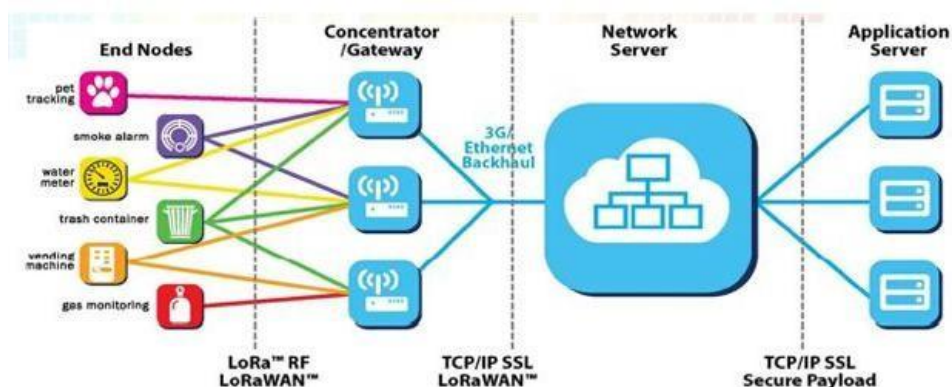 End Nodes
Concentrator
/Gateway
Network
Server
Application
Server
pet
tracking
smoke alarm
water
meter
trash container
vending
machine
gas monitoring
3G/
Ethernet
Backhaul
LoRa™ RF
LoRaWAN™
TCP/IP SSL
LoRaWAN™
TCP/IP SSL
Secure Payload